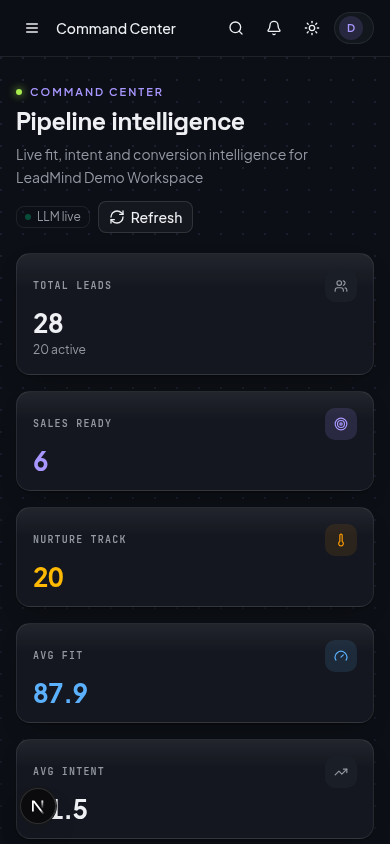 Command Center
D
COMMAND CENTER
Pipeline intelligence
Live fit, intent and conversion intelligence for
LeadMind Demo Workspace
LLM live
Refresh
TOTAL LEADS
28
20 active
SALES READY
6
NURTURE TRACK
20
AVG FIT
87.9
AVG INTENT
N